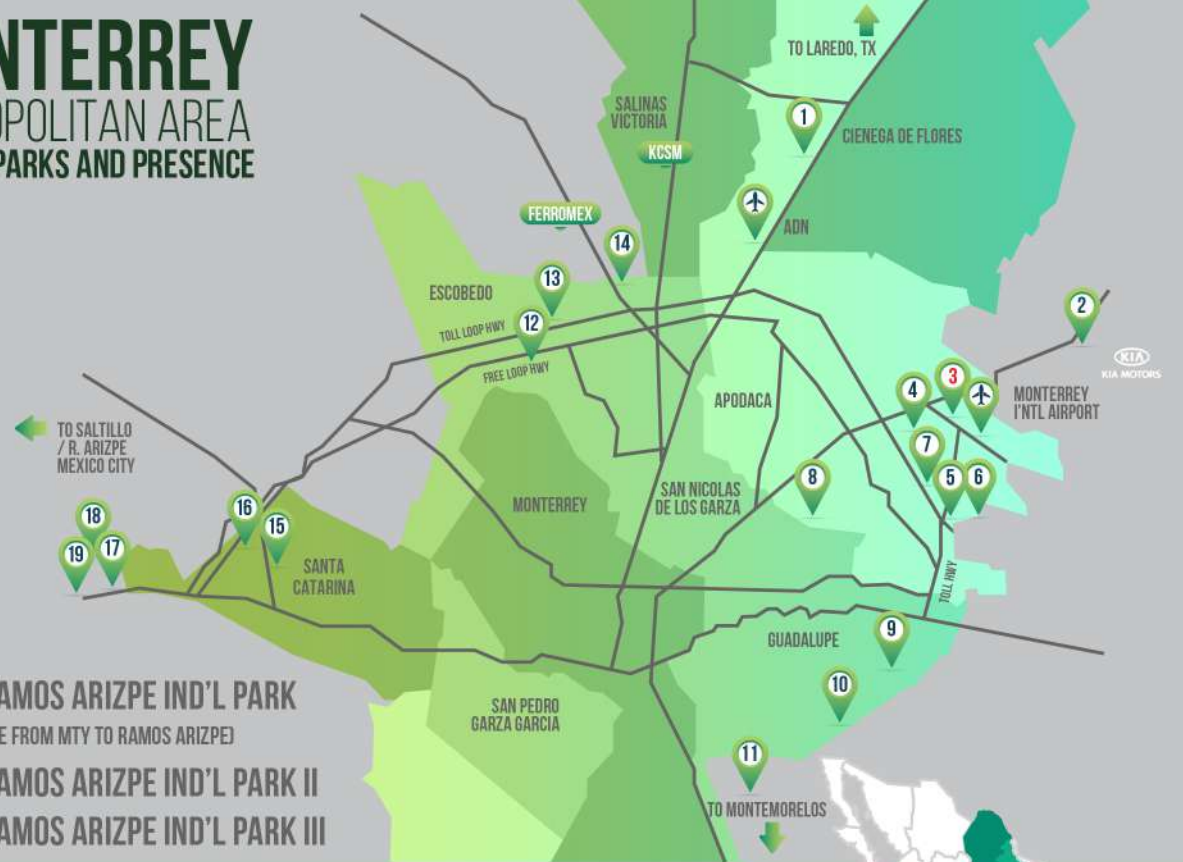 NTERREY
OPOLITAN AREA
PARKS AND PRESENCE
TO LAREDO, TX
SALINAS
VICTORIA
1
CIENEGA DE FLORES
KCSM
FERROMEX
ADN
14
13
ESCOBEDO
2
12
TOLL LOOP HWY
FREE LOOP HWY
KIA
KIA MOTORS
3
4
MONTERREY
I'NTL AIRPORT
APODACA
TO SALTILLO
/ R. ARIZPE
MEXICO CITY
7
8
5
6
SAN NICOLAS
DE LOS GARZA
MONTERREY
16
15
18
19
17
SANTA
CATARINA
TOLL HWY
GUADALUPE
9
10
AMOS ARIZPE IND'L PARK
E FROM MTY TO RAMOS ARIZPE)
AMOS ARIZPE IND'L PARK II
AMOS ARIZPE IND'L PARK III
SAN PEDRO
GARZA GARCIA
11
TO MONTEMORELOS